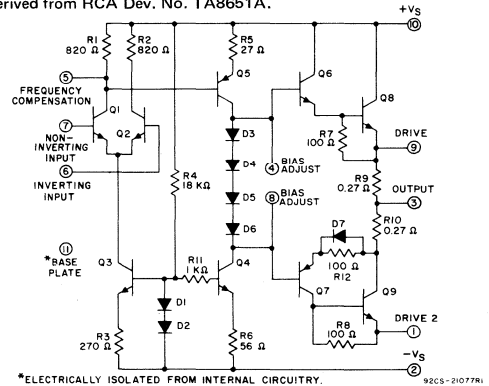 erived from RCA Dev. No. TA8651A.
+VS
10
R1
820 Ω
R2
820 Ω
R5
27 Ω
5
FREQUENCY
COMPENSATION
Q5
Q6
Q8
Q1
7
NON-
INVERTING
INPUT
Q2
6
INVERTING
INPUT
R4
18 KΩ
D3
D4
D5
D6
R7
100 Ω
DRIVE
9
4
BIAS
ADJUST
8
BIAS
ADJUST
R9
0.27 Ω
OUTPUT
3
R10
0.27 Ω
D7
100 Ω
R12
11
*BASE
PLATE
Q3
R11
1 KΩ
Q4
Q7
Q9
D1
D2
R8
100 Ω
DRIVE 2
1
R3
270 Ω
R6
56 Ω
-VS
2
*ELECTRICALLY ISOLATED FROM INTERNAL CIRCUITRY.
92CS-21077RI